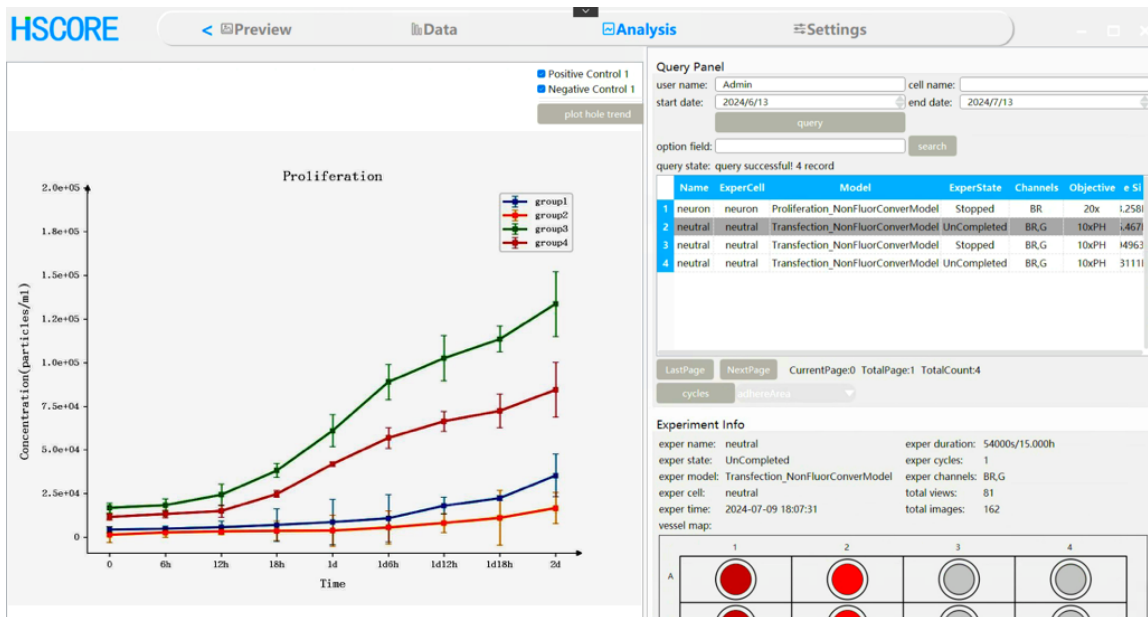 HSCORE
< Preview Data Analysis Settings
Positive Control 1
Negative Control 1
plot hole trend
Proliferation
group1
group2
group3
group4
2.0e+05
1.8e+05
1.5e+05
1.2e+05
1.0e+05
7.5e+04
5.0e+04
2.5e+04
0
Concentration(particles/ml)
0 6h 12h 18h 1d 1d6h 1d12h 1d18h 2d
Time
Query Panel
user name: Admin cell name:
start date: 2024/6/13 end date: 2024/7/13
query
option field: search
query state: query successful! 4 record
Name ExperCell Model ExperState Channels Objective e Si
1 neuron neuron Proliferation_NonFluorConverModel Stopped BR 20x
2 neutral neutral Transfection_NonFluorConverModel UnCompleted BR,G 10xPH
3 neutral neutral Transfection_NonFluorConverModel Stopped BR,G 10xPH
4 neutral neutral Transfection_NonFluorConverModel UnCompleted BR,G 10xPH
LastPage NextPage CurrentPage:0 TotalPage:1 TotalCount:4
cycles adhereArea
Experiment Info
exper name: neutral exper duration: 54000s/15.000h
exper state: UnCompleted exper cycles: 1
exper model: Transfection_NonFluorConverModel exper channels: BR,G
exper cell: neutral total views: 81
exper time: 2024-07-09 18:07:31 total images: 162
vessel map:
1 2 3 4
A